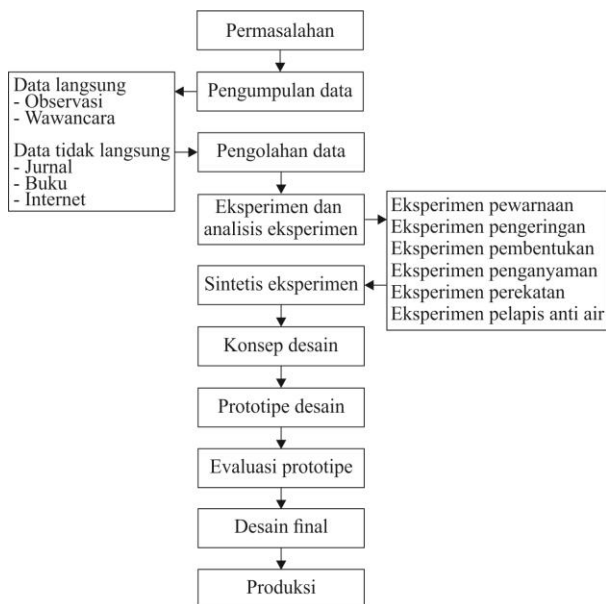 Permasalahan
Pengumpulan data
Data langsung
- Observasi
- Wawancara
Data tidak langsung
- Jurnal
- Buku
- Internet
Pengolahan data
Eksperimen dan
analisis eksperimen
Eksperimen pewarnaan
Eksperimen pengeringan
Eksperimen pembentukan
Eksperimen penganyaman
Eksperimen perekatan
Eksperimen pelapis anti air
Sintetis eksperimen
Konsep desain
Prototipe desain
Evaluasi prototipe
Desain final
Produksi